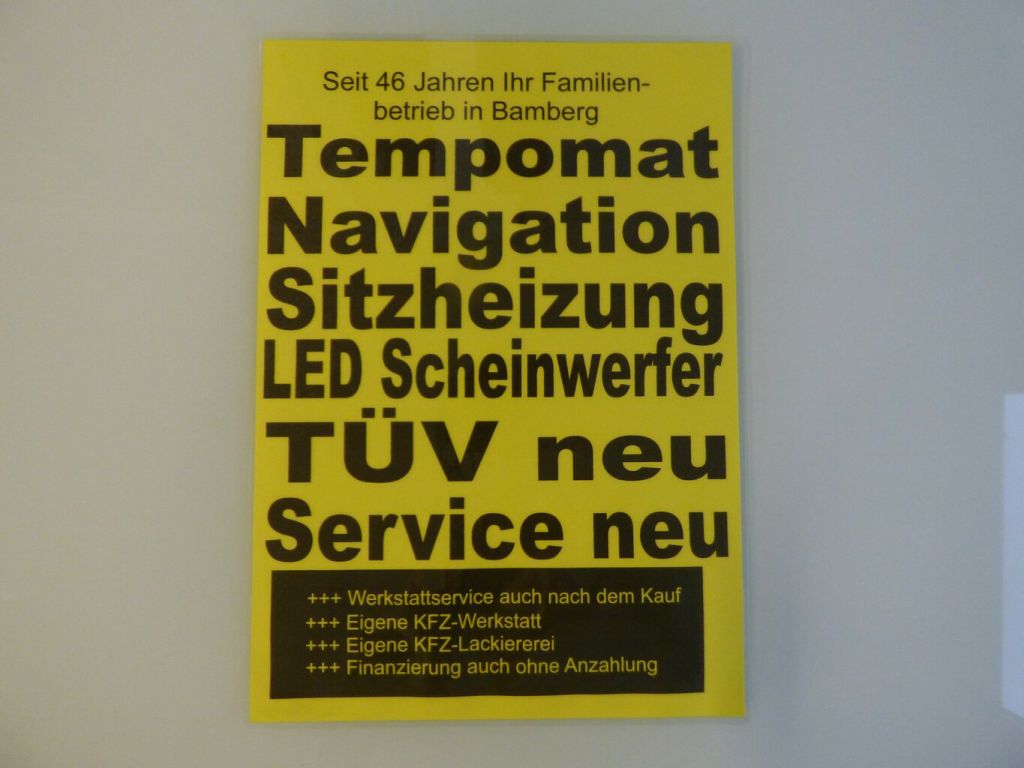 Seit 46 Jahren Ihr Familien-
betrieb in Bamberg
Tempomat
Navigation
Sitzheizung
LED Scheinwerfer
TÜV neu
Service neu
+++ Werkstattservice auch nach dem Kauf
+++ Eigene KFZ-Werkstatt
+++ Eigene KFZ-Lackiererei
+++ Finanzierung auch ohne Anzahlung